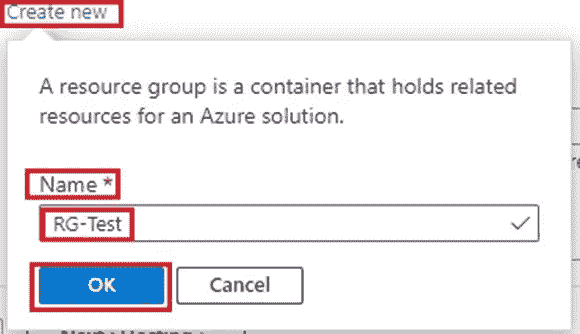 Create new
A resource group is a container that holds related
resources for an Azure solution.
Name *
RG-Test
OK
Cancel